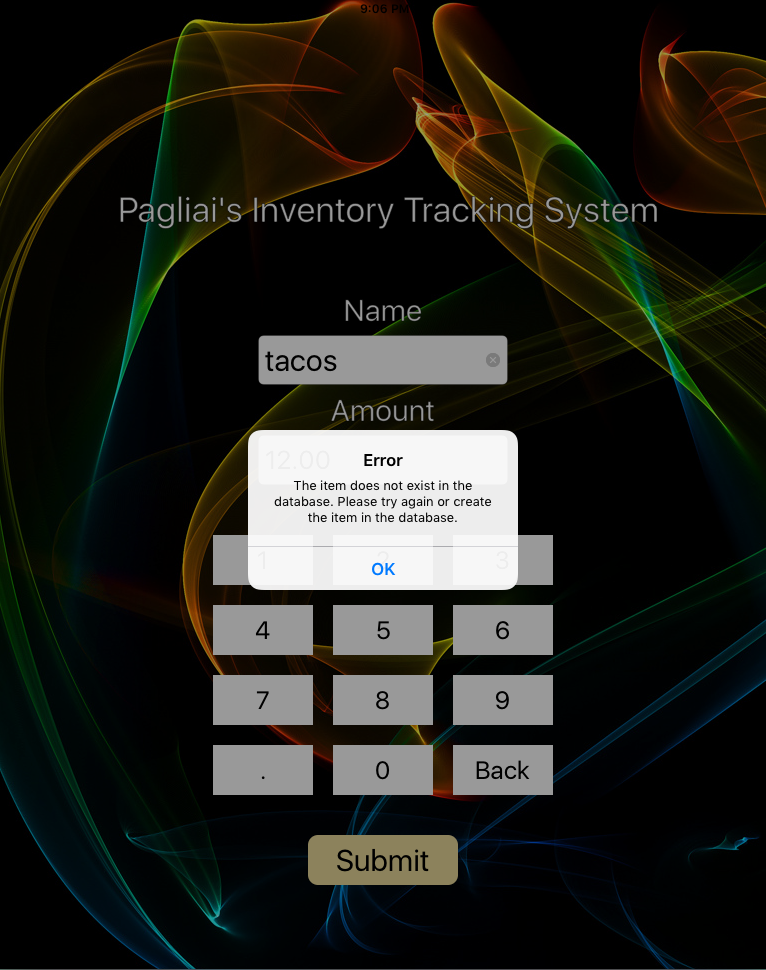 9:06 PM
Pagliai's Inventory Tracking System
Name
tacos
Amount
12.00
Error
The item does not exist in the
database. Please try again or create
the item in the database.
1 2 3
OK
4 5 6
7 8 9
. 0 Back
Submit